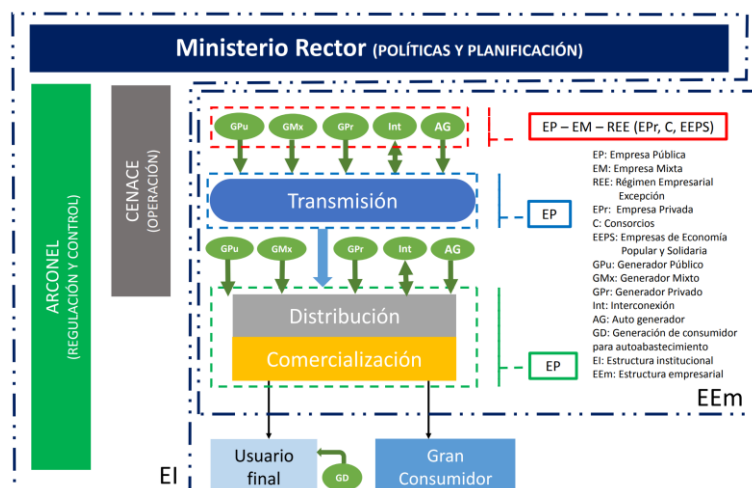 Ministerio Rector (POLÍTICAS Y PLANIFICACIÓN)
ARCONEL
(REGULACIÓN Y CONTROL)
CENACE
(OPERACIÓN)
GPu
GMx
GPr
Int
AG
EP – EM – REE (EPr, C, EEPS)
Transmisión
EP
GPu
GMx
GPr
Int
AG
Distribución
Comercialización
EP
EP: Empresa Pública
EM: Empresa Mixta
REE: Régimen Empresarial
Excepción
EPr: Empresa Privada
C: Consorcios
EEPS: Empresas de Economía
Popular y Solidaria
GPu: Generador Público
GMx: Generador Mixto
GPr: Generador Privado
Int: Interconexión
AG: Auto generador
GD: Generación de consumidor
para autoabastecimiento
EI: Estructura institucional
EEm: Estructura empresarial
EEm
EI
Usuario
final
GD
Gran
Consumidor